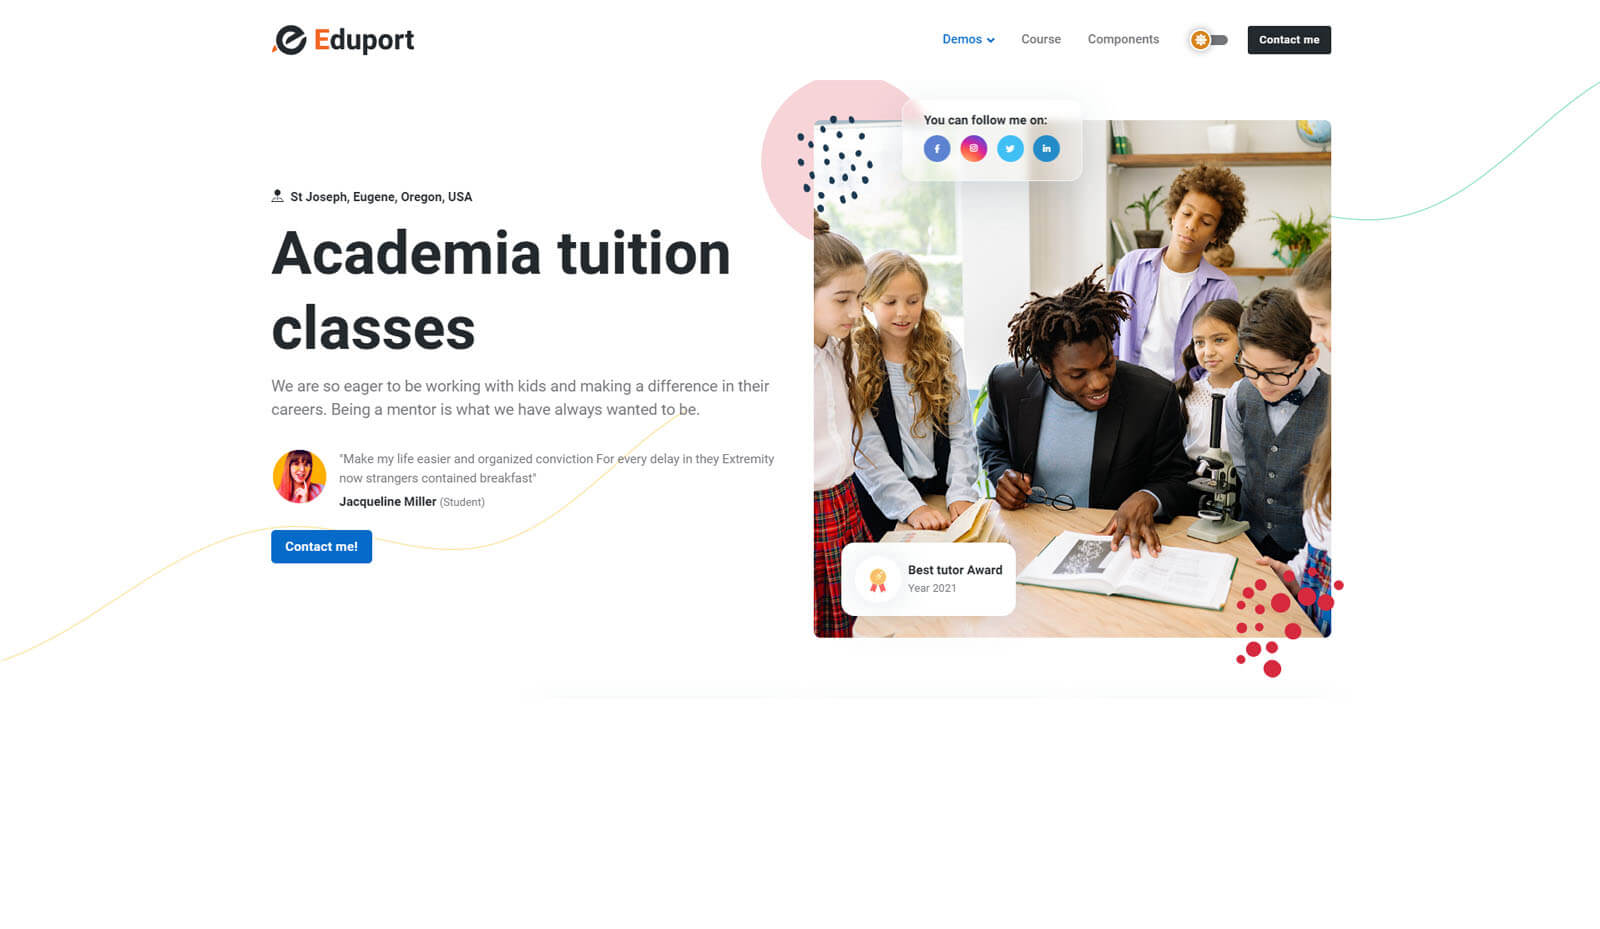 Eduport
Demos
Course
Components
Contact me
You can follow me on:
St Joseph, Eugene, Oregon, USA
Academia tuition
classes
We are so eager to be working with kids and making a difference in their
careers. Being a mentor is what we have always wanted to be.
"Make my life easier and organized conviction For every delay in they Extremity
now strangers contained breakfast"
Jacqueline Miller (Student)
Contact me!
Best tutor Award
Year 2021